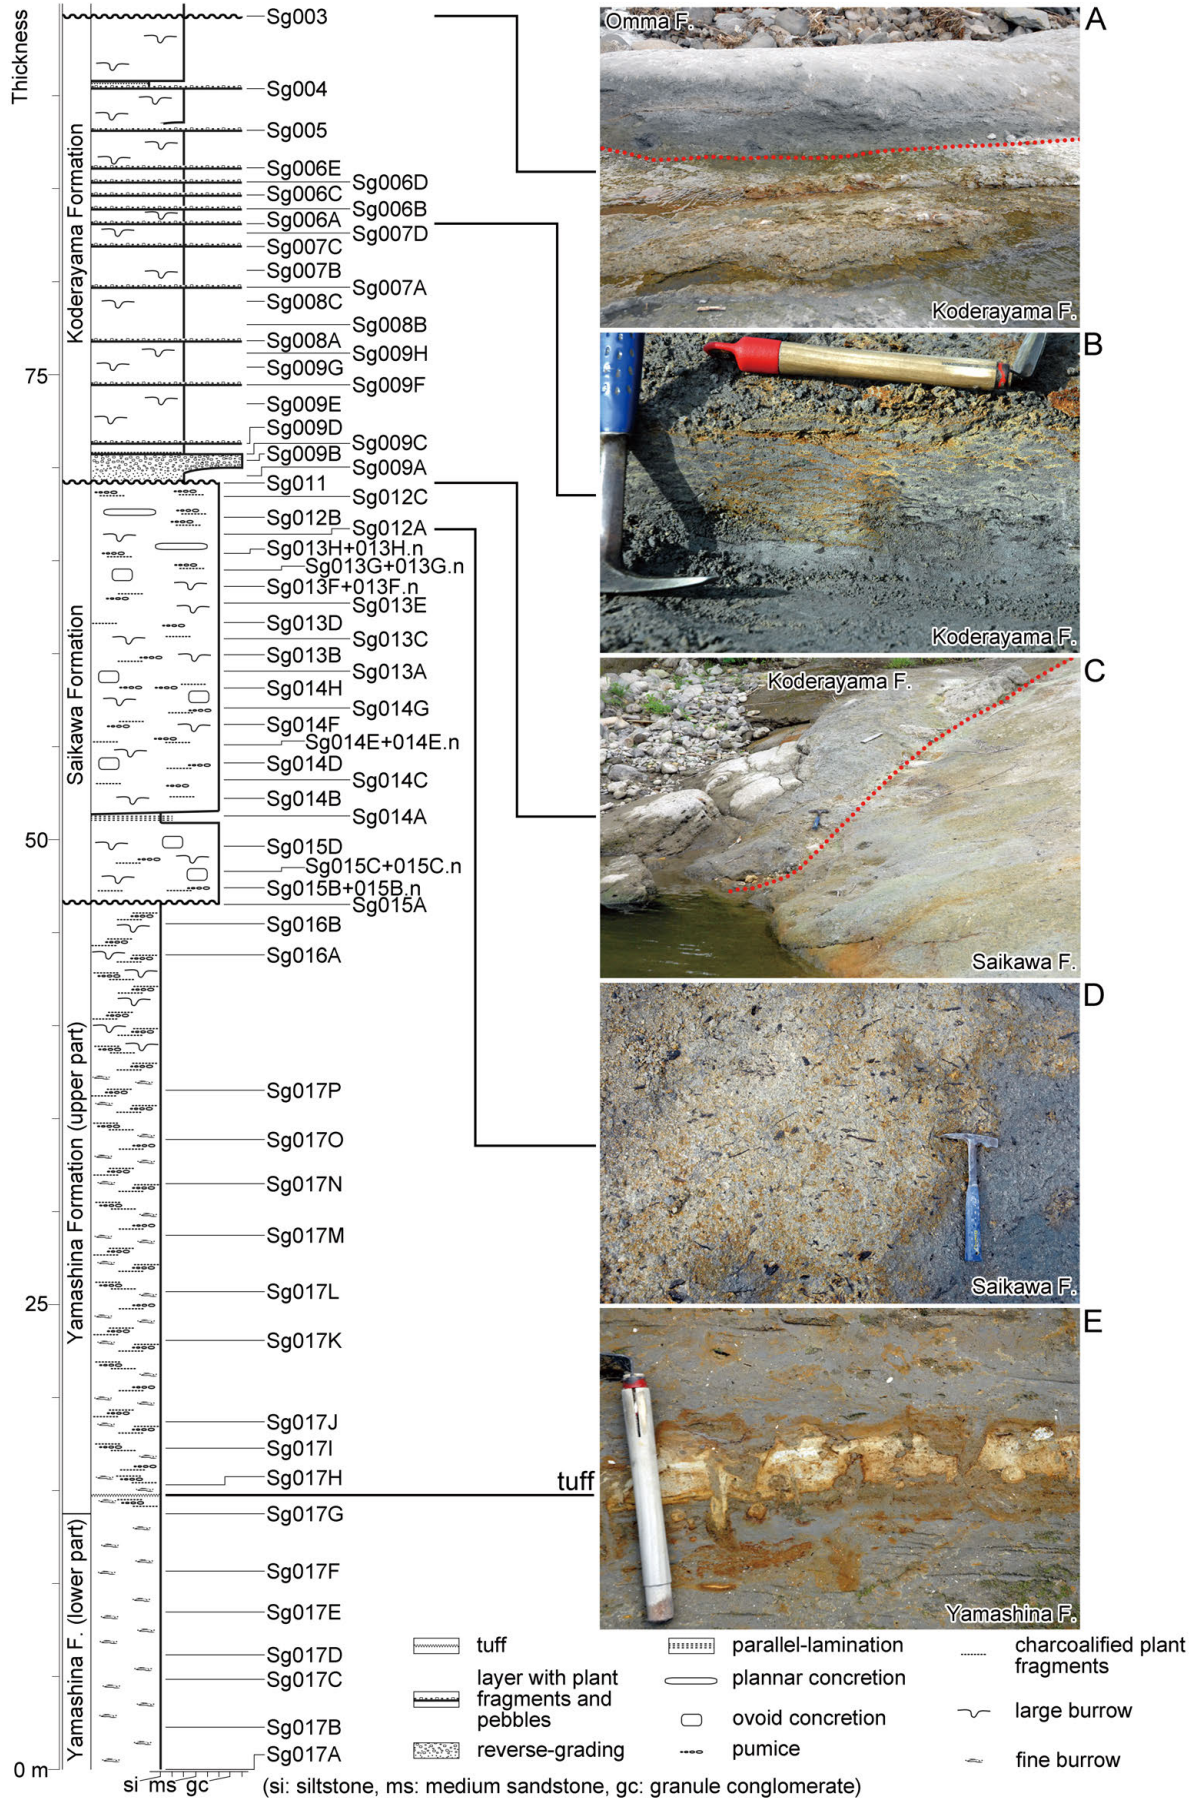 Thickness
Koderayama Formation
75
Saikawa Formation
50
Yamashina Formation (upper part)
25
Yamashina F. (lower part)
0 m
Sg003
Sg004
Sg005
Sg006E
Sg006D
Sg006C
Sg006B
Sg006A
Sg007D
Sg007C
Sg007B
Sg007A
Sg008C
Sg008B
Sg008A
Sg009H
Sg009G
Sg009F
Sg009E
Sg009D
Sg009C
Sg009B
Sg009A
Sg011
Sg012C
Sg012B
Sg012A
Sg013H+013H.n
Sg013G+013G.n
Sg013F+013F.n
Sg013E
Sg013D
Sg013C
Sg013B
Sg013A
Sg014H
Sg014G
Sg014F
Sg014E+014E.n
Sg014D
Sg014C
Sg014B
Sg014A
Sg015D
Sg015C+015C.n
Sg015B+015B.n
Sg015A
Sg016B
Sg016A
Sg017P
Sg017O
Sg017N
Sg017M
Sg017L
Sg017K
Sg017J
Sg017I
Sg017H
tuff
Sg017G
Sg017F
Sg017E
Sg017D
Sg017C
Sg017B
Sg017A
Omma F.
A
Koderayama F.
B
Koderayama F.
Koderayama F.
C
Saikawa F.
D
Saikawa F.
E
Yamashina F.
tuff
layer with plant
fragments and
pebbles
reverse-grading
parallel-lamination
plannar concretion
ovoid concretion
pumice
charcoalified plant
fragments
large burrow
fine burrow
si ms gc
(si: siltstone, ms: medium sandstone, gc: granule conglomerate)